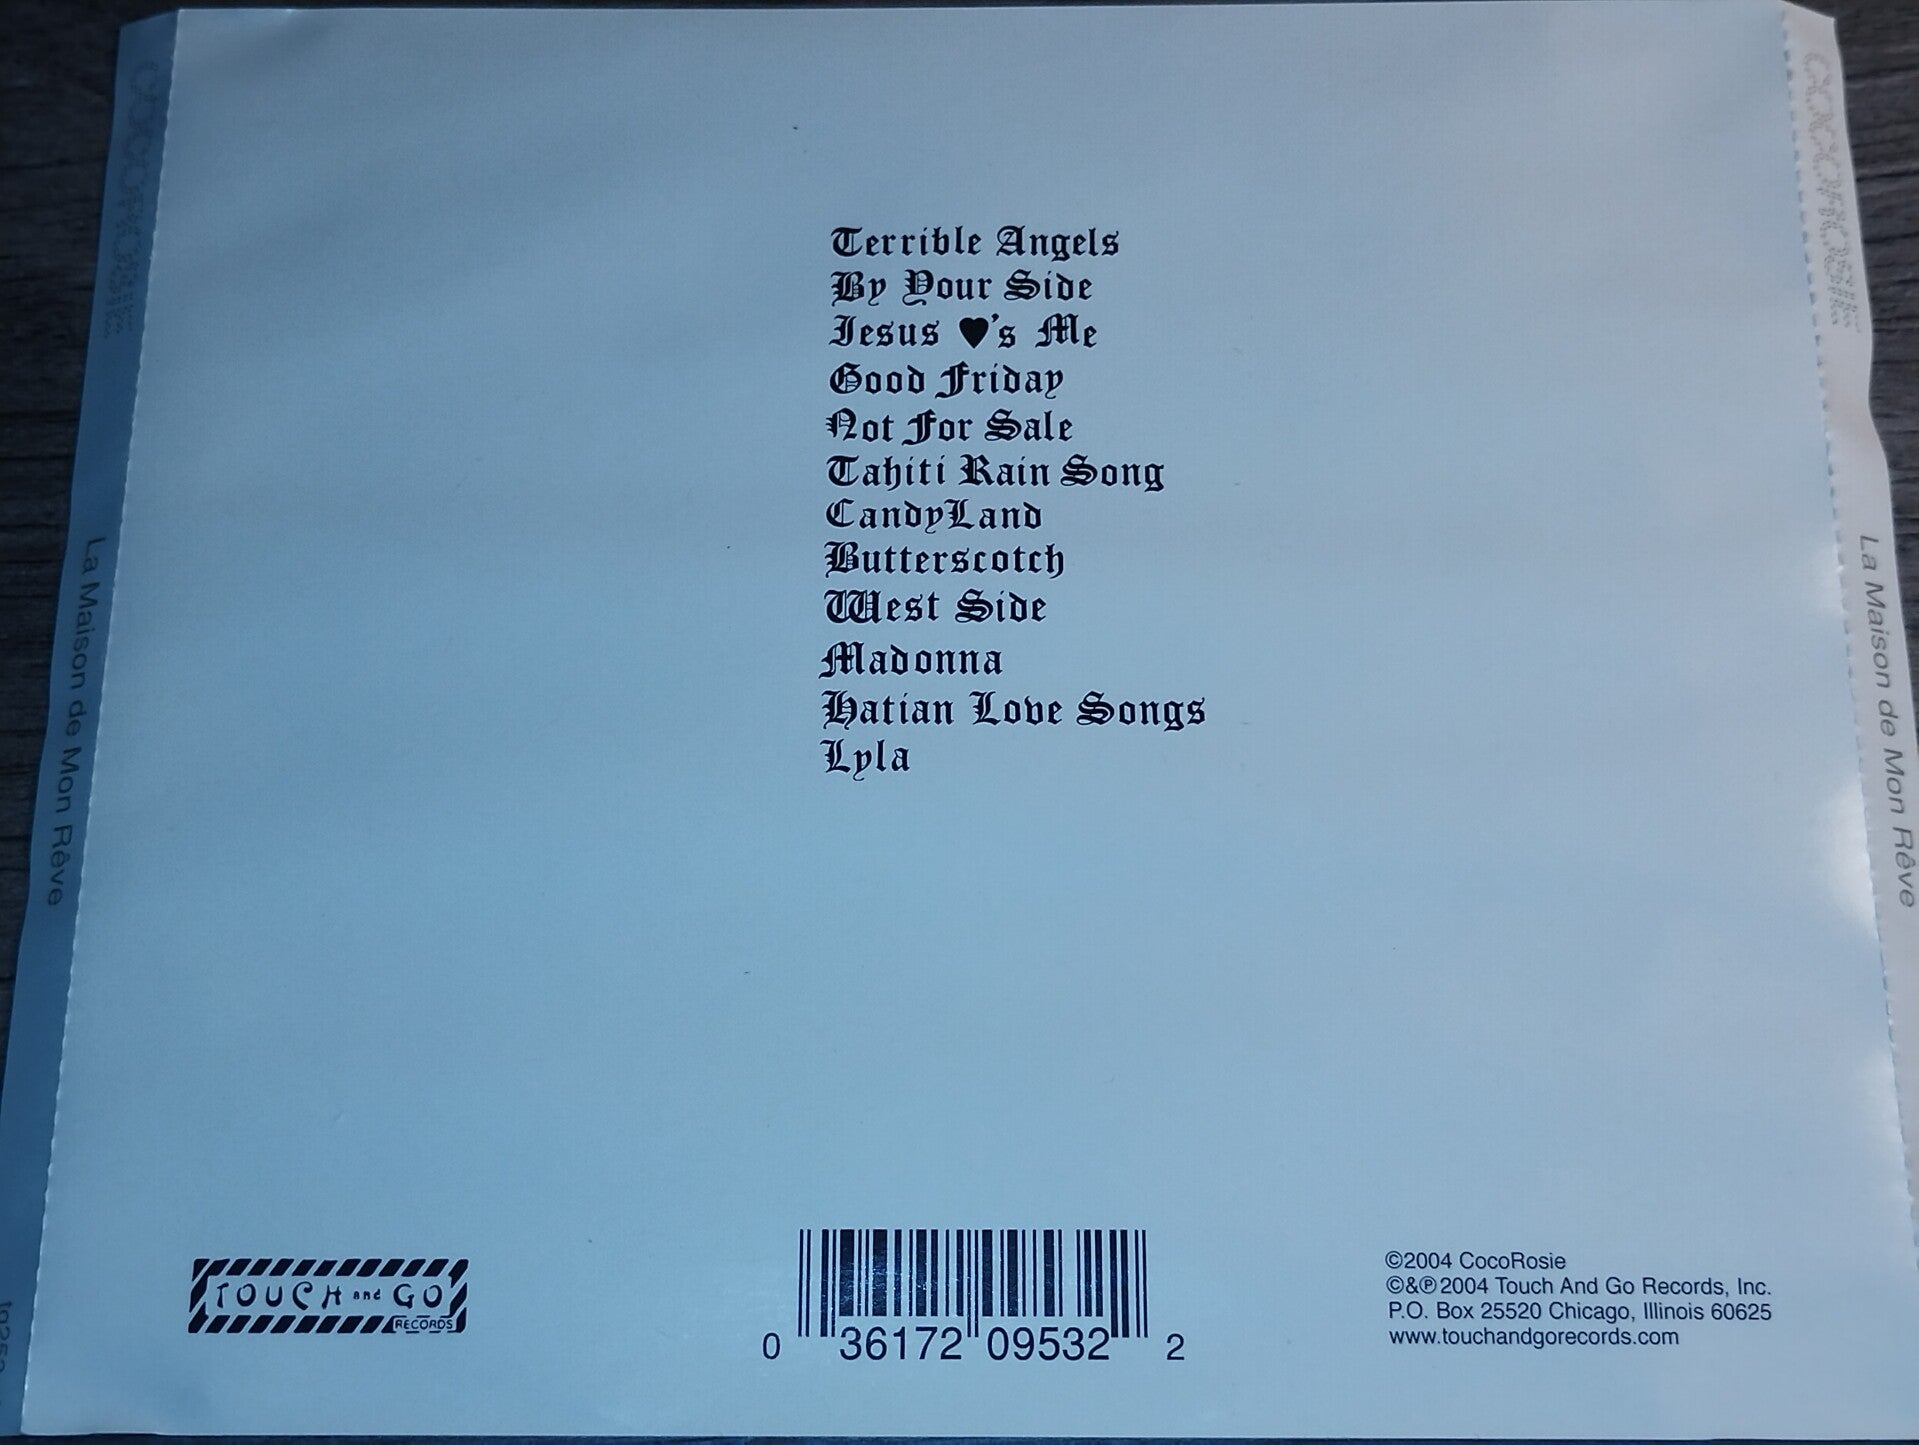 CocoRosie
La Maison de Mon Rêve
Terrible Angels
By Your Side
Jesus ♥'s Me
Good Friday
Not For Sale
Tahiti Rain Song
CandyLand
Butterscotch
West Side
Madonna
Hatian Love Songs
Lyla
TOUCH and GO
RECORDS
0 36172 09532 2
©2004 CocoRosie
©&℗2004 Touch And Go Records, Inc.
P.O. Box 25520 Chicago, Illinois 60625
www.touchandgorecords.com
CocoRosie
La Maison de Mon Rêve